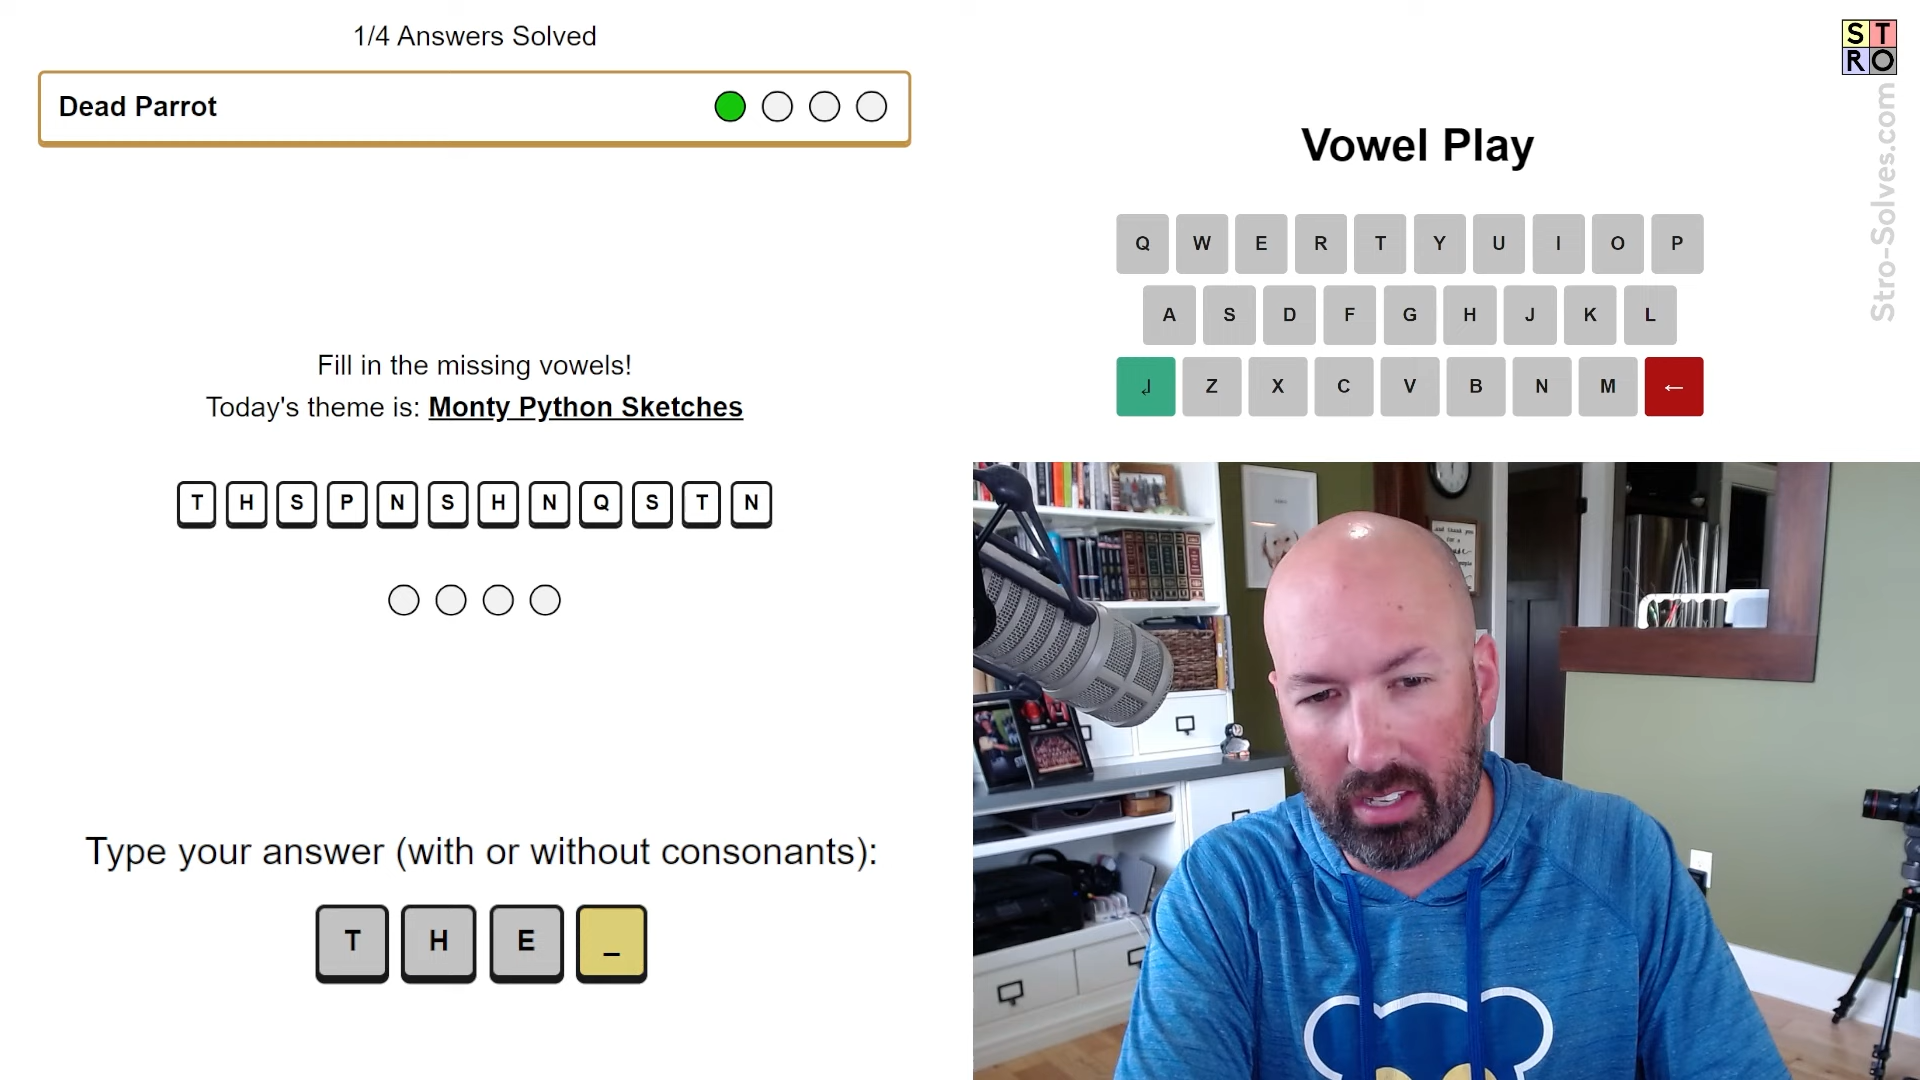 1/4 Answers Solved
Dead Parrot
Fill in the missing vowels!
Today's theme is: Monty Python Sketches
T H S P N S H N Q S T N
Type your answer (with or without consonants):
T H E _
Vowel Play
Q W E R T Y U I O P
A S D F G H J K L
↲ Z X C V B N M ←
S T
R O
Stro-Solves.com